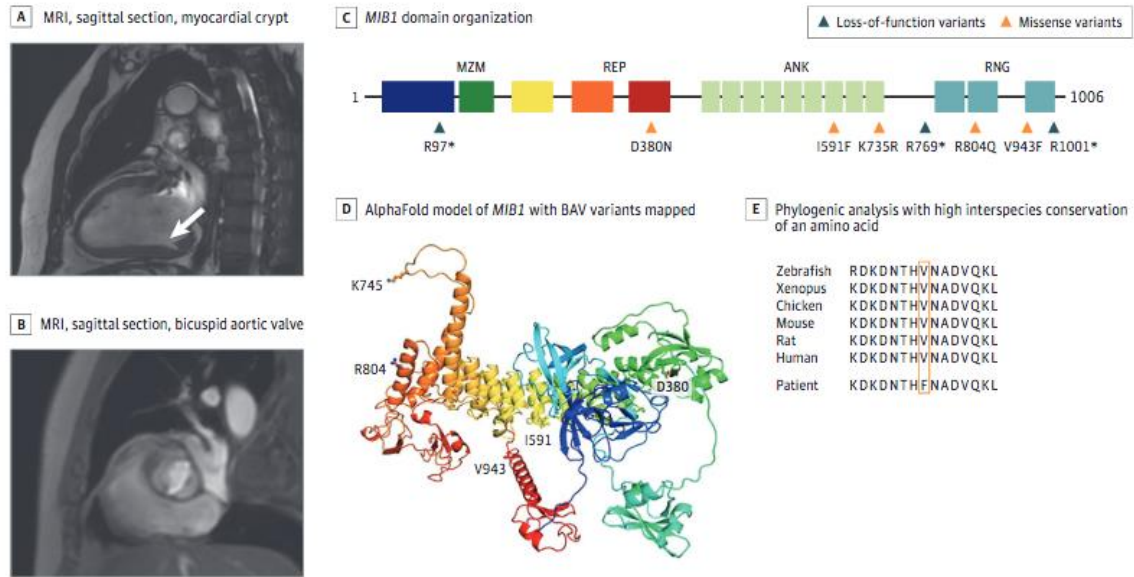 A MRI, sagittal section, myocardial crypt
B MRI, sagittal section, bicuspid aortic valve
C MIB1 domain organization
Loss-of-function variants
Missense variants
MZM REP ANK RNG
1 1006
R97* D380N I591F K735R R769* R804Q V943F R1001*
D AlphaFold model of MIB1 with BAV variants mapped
K745
R804
D380
I591
V943
E Phylogenic analysis with high interspecies conservation
of an amino acid
Zebrafish RDKDNTHVNADVQKL
Xenopus KDKDNTHVNADVQKL
Chicken KDKDNTHVNADVQKL
Mouse KDKDNTHVNADVQKL
Rat KDKDNTHVNADVQKL
Human KDKDNTHVNADVQKL
Patient KDKDNTHFNADVQKL